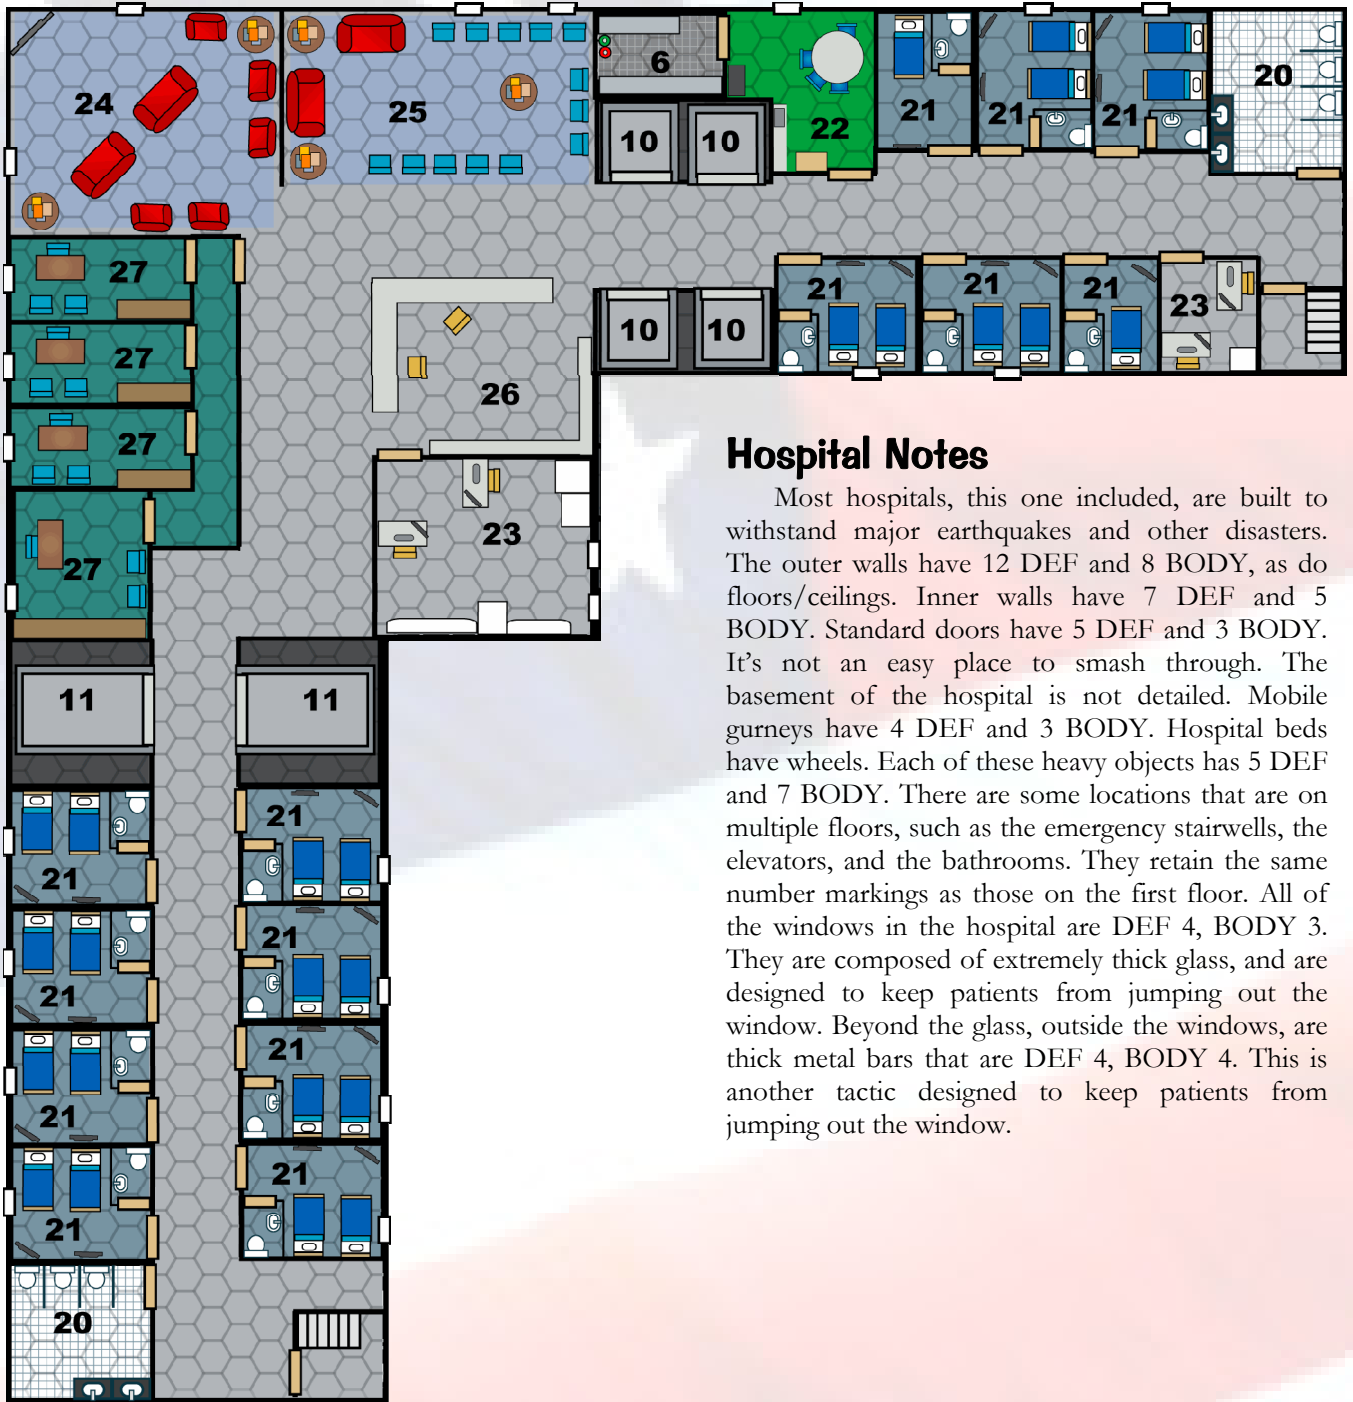 24
25
6
10
10
22
21
21
21
20
27
27
27
27
26
10
10
21
21
21
23
23
11
11
21
21
21
21
21
21
21
21
20
Hospital Notes
Most hospitals, this one included, are built to
withstand major earthquakes and other disasters.
The outer walls have 12 DEF and 8 BODY, as do
floors/ceilings. Inner walls have 7 DEF and 5
BODY. Standard doors have 5 DEF and 3 BODY.
It's not an easy place to smash through. The
basement of the hospital is not detailed. Mobile
gurneys have 4 DEF and 3 BODY. Hospital beds
have wheels. Each of these heavy objects has 5 DEF
and 7 BODY. There are some locations that are on
multiple floors, such as the emergency stairwells, the
elevators, and the bathrooms. They retain the same
number markings as those on the first floor. All of
the windows in the hospital are DEF 4, BODY 3.
They are composed of extremely thick glass, and are
designed to keep patients from jumping out the
window. Beyond the glass, outside the windows, are
thick metal bars that are DEF 4, BODY 4. This is
another tactic designed to keep patients from
jumping out the window.